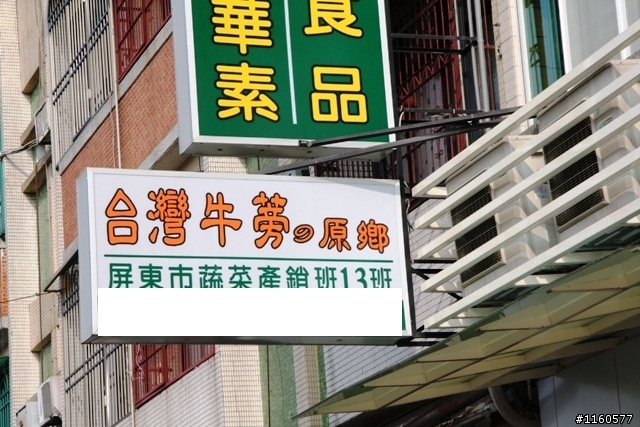 華素
食品
台灣牛蒡の原鄉
屏東市蔬菜產銷班13班
#1160577